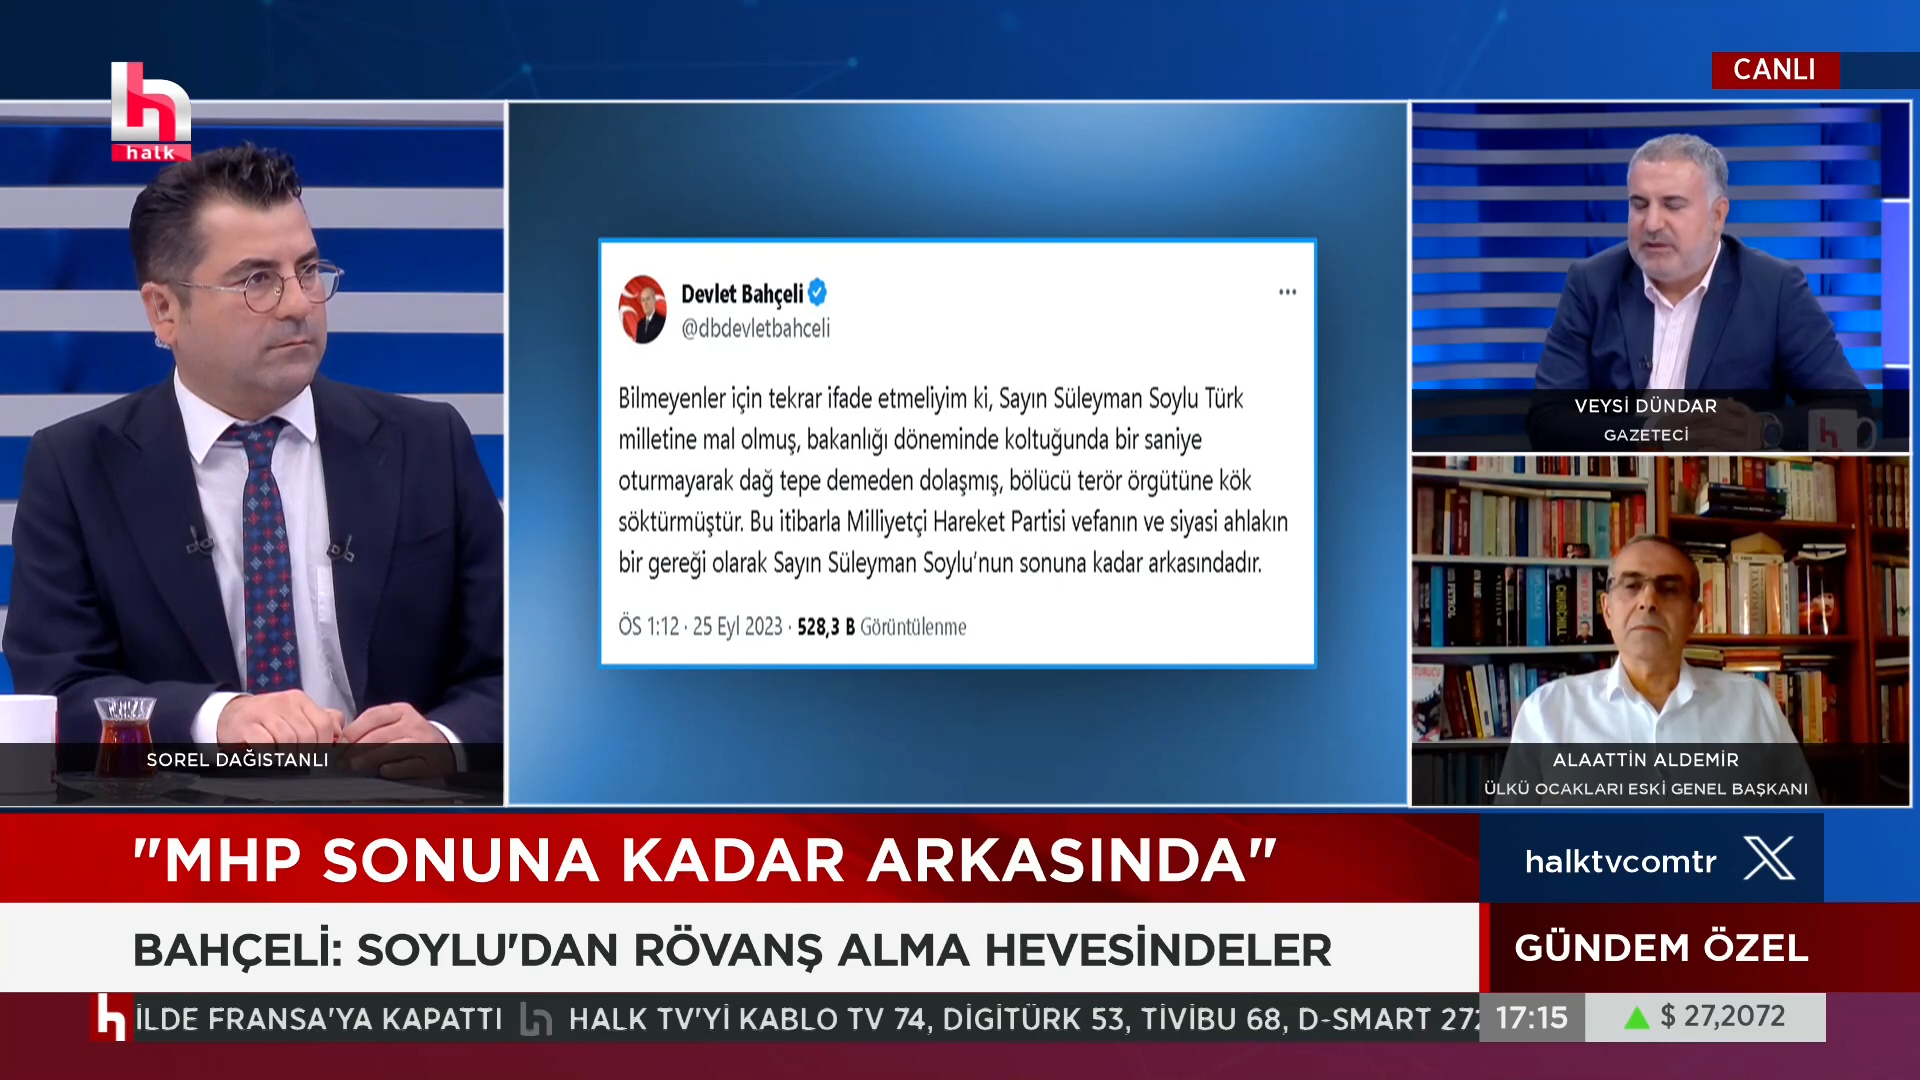 h
halk
CANLI
Devlet Bahçeli
@dbdevletbahceli
Bilmeyenler için tekrar ifade etmeliyim ki, Sayın Süleyman Soylu Türk
milletine mal olmuş, bakanlığı döneminde koltuğunda bir saniye
oturmayarak dağ tepe demeden dolaşmış, bölücü terör örgütüne kök
söktürmüştür. Bu itibarla Milliyetçi Hareket Partisi vefanın ve siyasi ahlakın
bir gereği olarak Sayın Süleyman Soylu’nun sonuna kadar arkasındadır.
ÖS 1:12 · 25 Eyl 2023 · 528,3 B Görüntülenme
VEYSİ DÜNDAR
GAZETECİ
CHURCHILL
SOREL DAĞISTANLI
ALAATTİN ALDEMİR
ÜLKÜ OCAKLARI ESKİ GENEL BAŞKANI
"MHP SONUNA KADAR ARKASINDA"
halktvcomtr X
BAHÇELİ: SOYLU'DAN RÖVANŞ ALMA HEVESİNDELER
GÜNDEM ÖZEL
h İLDE FRANSA'YA KAPATTI h HALK TV'Yİ KABLO TV 74, DİGİTÜRK 53, TİVİBU 68, D-SMART 272
17:15
$ 27,2072